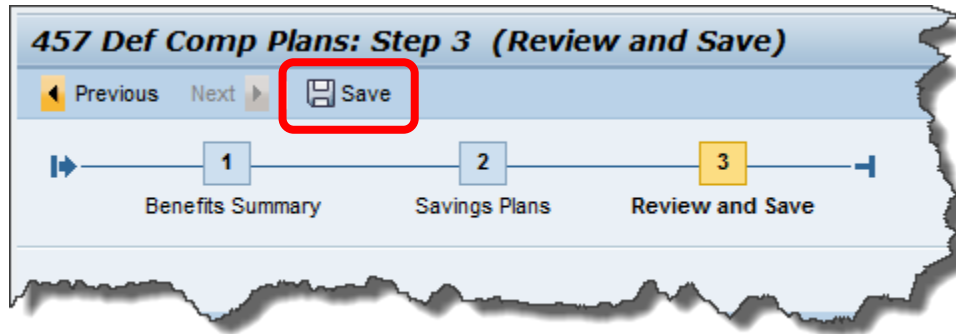 457 Def Comp Plans: Step 3 (Review and Save)
Previous Next Save
1 2 3
Benefits Summary Savings Plans Review and Save